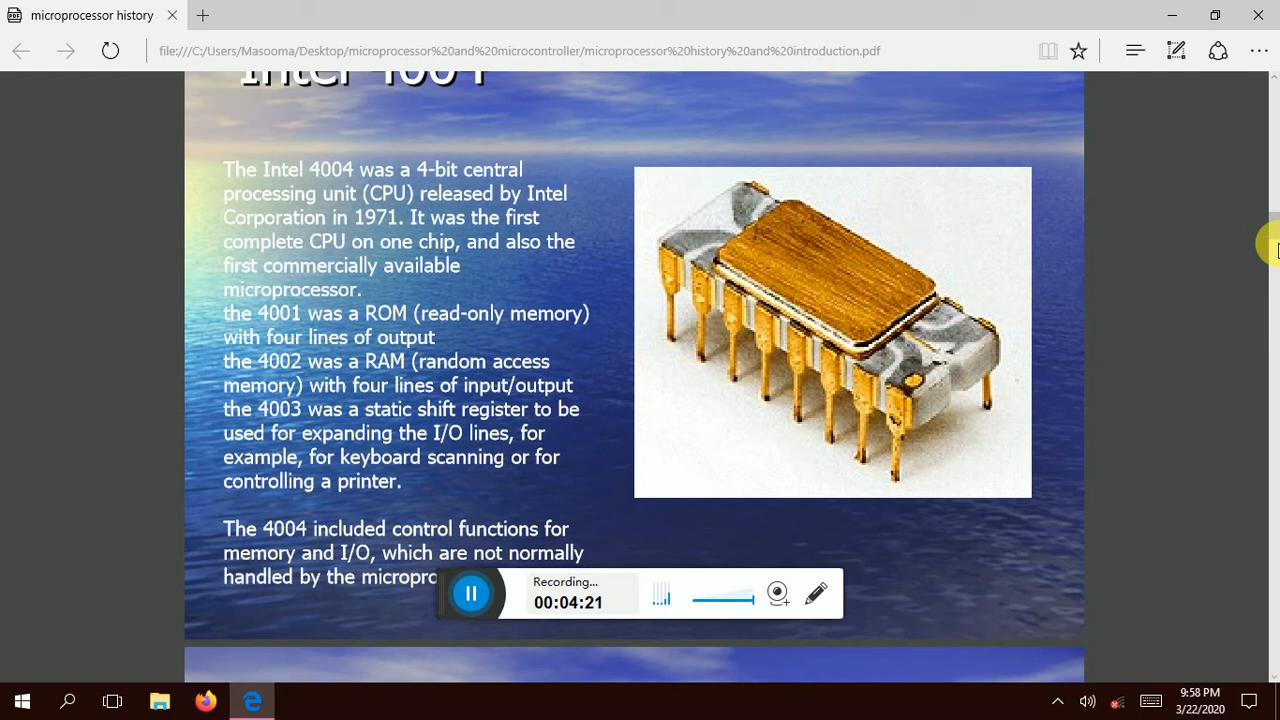 microprocessor history
file:///C:/Users/Masooma/Desktop/microprocessor%20and%20microcontroller/microprocessor%20history%20and%20introduction.pdf
Intel 4004
The Intel 4004 was a 4-bit central
processing unit (CPU) released by Intel
Corporation in 1971. It was the first
complete CPU on one chip, and also the
first commercially available
microprocessor.
the 4001 was a ROM (read-only memory)
with four lines of output
the 4002 was a RAM (random access
memory) with four lines of input/output
the 4003 was a static shift register to be
used for expanding the I/O lines, for
example, for keyboard scanning or for
controlling a printer.
The 4004 included control functions for
memory and I/O, which are not normally
handled by the micropro
Recording...
00:04:21
9:58 PM
3/22/2020